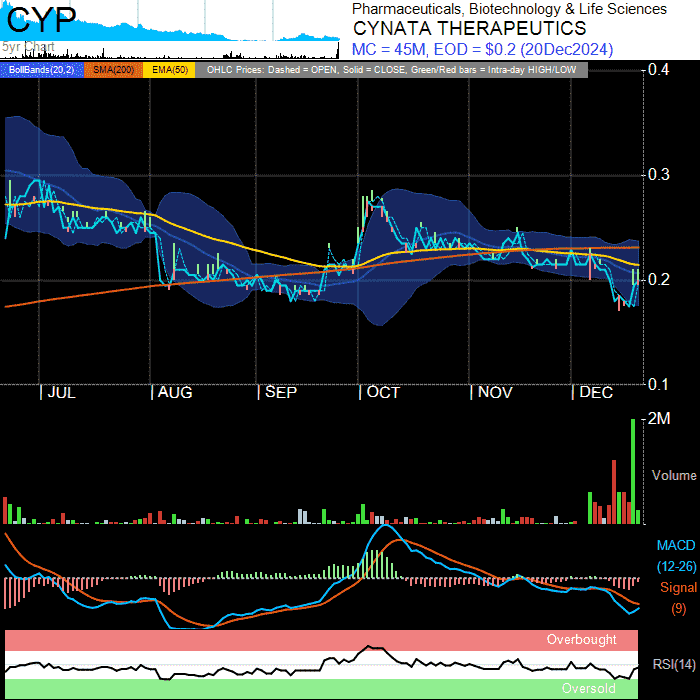 CYP
Pharmaceuticals, Biotechnology & Life Sciences
CYNATA THERAPEUTICS
5yr Chart
MC = 45M, EOD = $0.2 (20Dec2024)
BollBands(20,2) SMA(200) EMA(50) OHLC Prices: Dashed = OPEN, Solid = CLOSE, Green/Red bars = Intra-day HIGH/LOW
0.4
0.3
0.2
0.1
JUL AUG SEP OCT NOV DEC
2M
Volume
MACD
(12-26)
Signal
(9)
Overbought
RSI(14)
Oversold